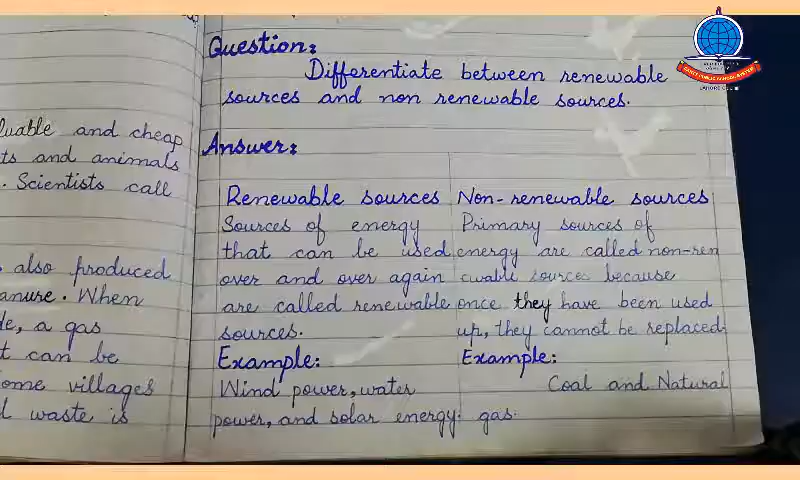 luable and cheap
ts and animals
. Scientists call
also produced
anure. When
le, a gas
t can be
ome villages
d waste is
Question:
Differentiate between renewable
sources and non renewable sources.
Answer:
Renewable sources
Sources of energy
that can be used
over and over again
are called renewable
sources.
Example:
Wind power, water
power, and solar energy.
Non-renewable sources
Primary sources of
energy are called non-ren
ewable sources because
once they have been used
up, they cannot be replaced.
Example:
Coal and Natural
gas.
LAHORE CANTT